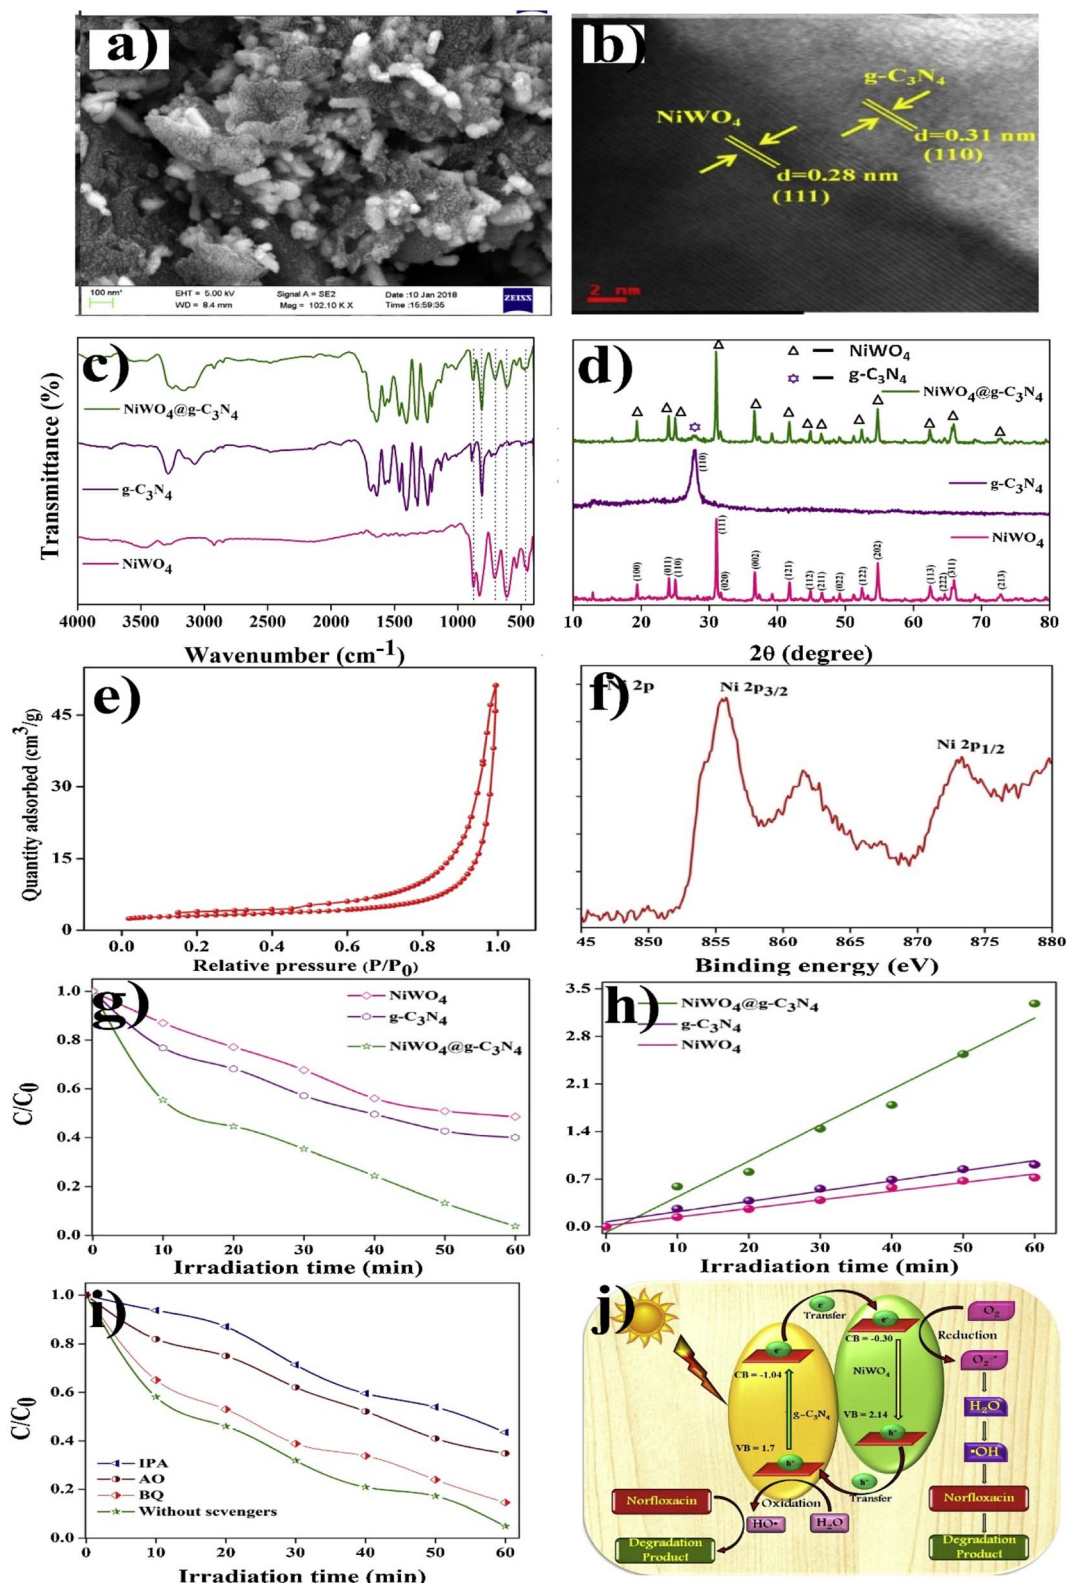 a)
100 nm*
EHT = 5.00 kV
WD = 8.4 mm
Signal A = SE2
Mag = 102.10 K X
Date :10 Jan 2018
Time :15:59:35
ZEISS
b)
g-C3N4
NiWO4
d=0.31 nm
(110)
d=0.28 nm
(111)
2 nm
c)
Transmittance (%)
NiWO4@g-C3N4
g-C3N4
NiWO4
4000 3500 3000 2500 2000 1500 1000 500
Wavenumber (cm-1)
d)
NiWO4
g-C3N4
NiWO4@g-C3N4
(110)
g-C3N4
NiWO4
(100) (011) (110) (111) (020) (002) (121) (112) (211) (022) (122) (202) (113) (222) (311) (213)
10 20 30 40 50 60 70 80
2θ (degree)
e)
Quantity adsorbed (cm3/g)
45
30
15
0
0.0 0.2 0.4 0.6 0.8 1.0
Relative pressure (P/P0)
f)
Ni 2p
Ni 2p3/2
Ni 2p1/2
45 850 855 860 865 870 875 880
Binding energy (eV)
g)
C/C0
1.0
0.8
0.6
0.4
0.2
0.0
NiWO4
g-C3N4
NiWO4@g-C3N4
0 10 20 30 40 50 60
Irradiation time (min)
h)
3.5
2.8
2.1
1.4
0.7
0.0
NiWO4@g-C3N4
g-C3N4
NiWO4
0 10 20 30 40 50 60
Irradiation time (min)
i)
C/C0
1.0
0.8
0.6
0.4
0.2
0.0
IPA
AO
BQ
Without scvengers
0 10 20 30 40 50 60
Irradiation time (min)
j)
e-
Transfer
e-
CB = -0.30
O2
Reduction
O2-•
e-
CB = -1.04
NiWO4
g-C3N4
H2O
VB = 2.14
h+
VB = 1.7
h+
•OH
h+
Transfer
Norfloxacin
Oxidation
HO•
H2O
Norfloxacin
Degradation
Product
Degradation
Product